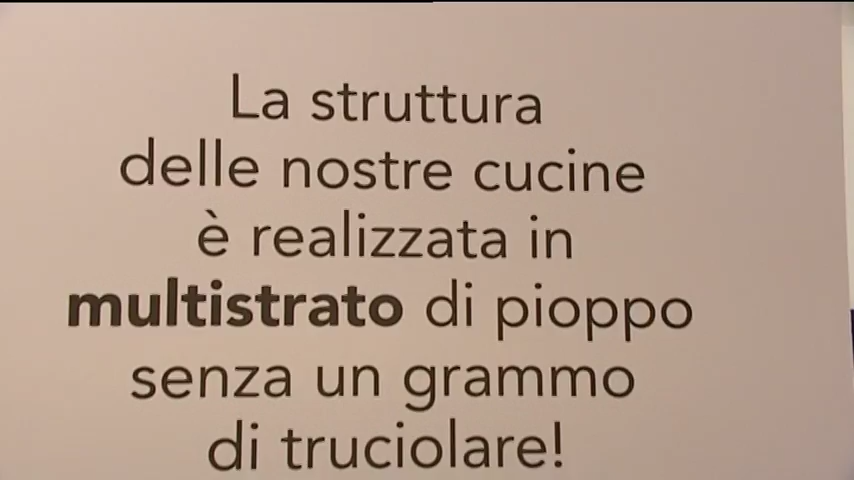 La struttura
delle nostre cucine
è realizzata in
multistrato di pioppo
senza un grammo
di truciolare!